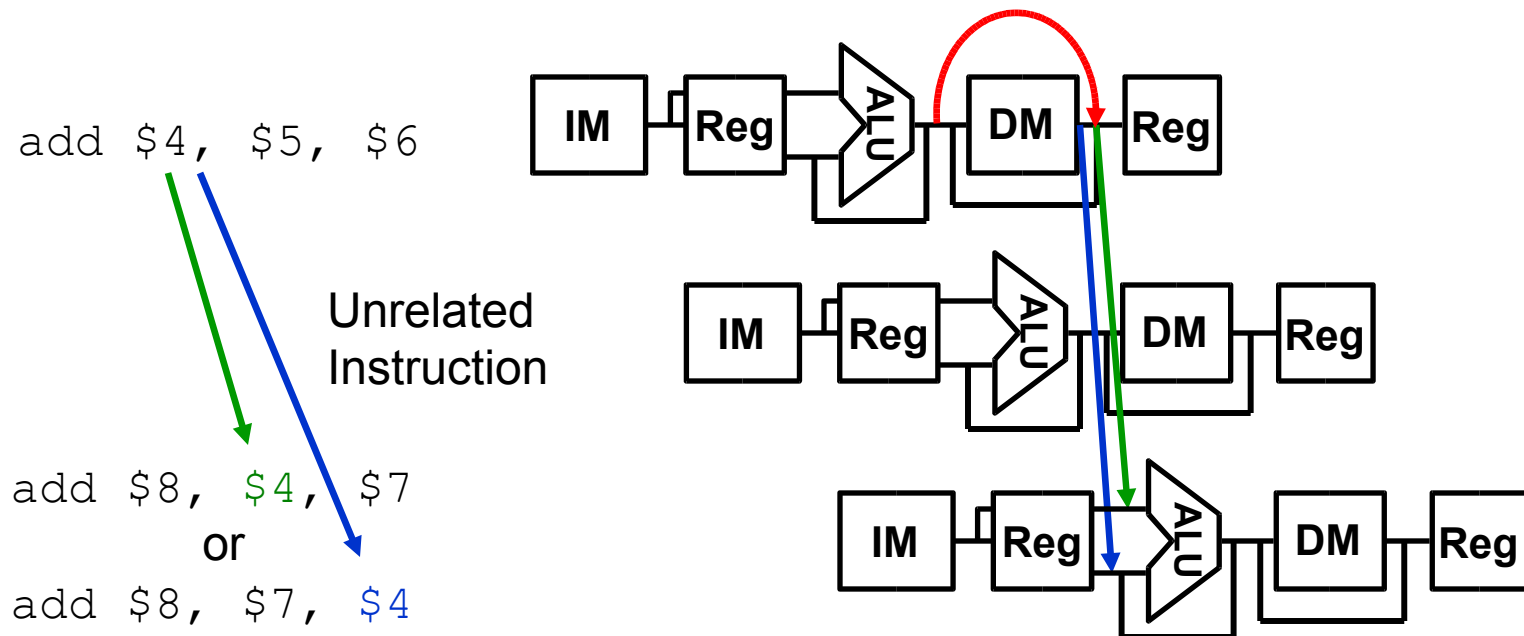 add $4, $5, $6
IM
Reg
ALU
DM
Reg
Unrelated
Instruction
IM
Reg
ALU
DM
Reg
add $8, $4, $7
or
add $8, $7, $4
IM
Reg
ALU
DM
Reg